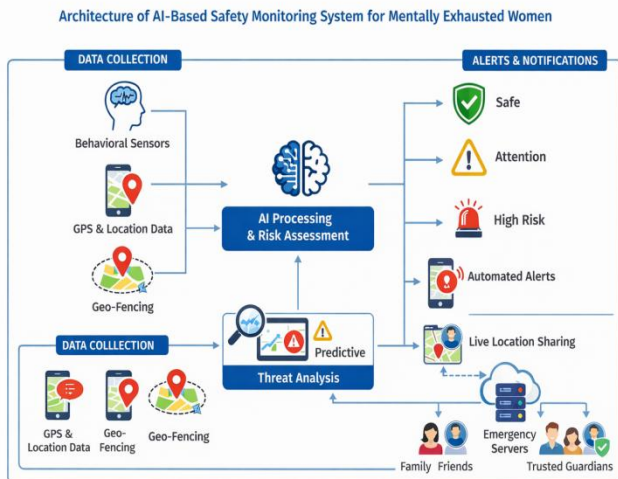 Architecture of AI-Based Safety Monitoring System for Mentally Exhausted Women
DATA COLLECTION
Behavioral Sensors
GPS & Location Data
Geo-Fencing
AI Processing
& Risk Assessment
ALERTS & NOTIFICATIONS
Safe
Attention
High Risk
Automated Alerts
Live Location Sharing
DATA COLLLECTION
GPS &
Location Data
Geo-
Fencing
Geo-Fencing
Predictive
Threat Analysis
Family Friends
Emergency
Servers
Trusted Guardians